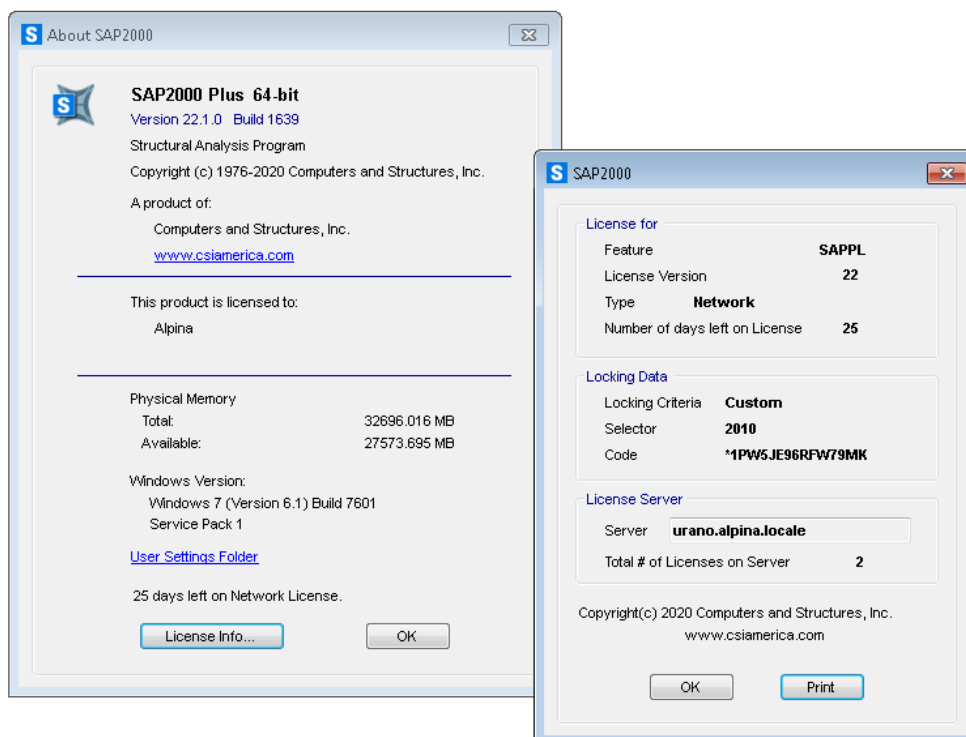 About SAP2000
SAP2000 Plus 64-bit
Version 22.1.0 Build 1639
Structural Analysis Program
Copyright (c) 1976-2020 Computers and Structures, Inc.
A product of:
Computers and Structures, Inc.
www.csiamerica.com
This product is licensed to:
Alpina
Physical Memory
Total: 32696.016 MB
Available: 27573.695 MB
Windows Version:
Windows 7 (Version 6.1) Build 7601
Service Pack 1
User Settings Folder
25 days left on Network License.
License Info... OK
SAP2000
License for
Feature SAPPL
License Version 22
Type Network
Number of days left on License 25
Locking Data
Locking Criteria Custom
Selector 2010
Code *1PW5JE96RFW79MK
License Server
Server urano.alpina.locale
Total # of Licenses on Server 2
Copyright(c) 2020 Computers and Structures, Inc.
www.csiamerica.com
OK Print